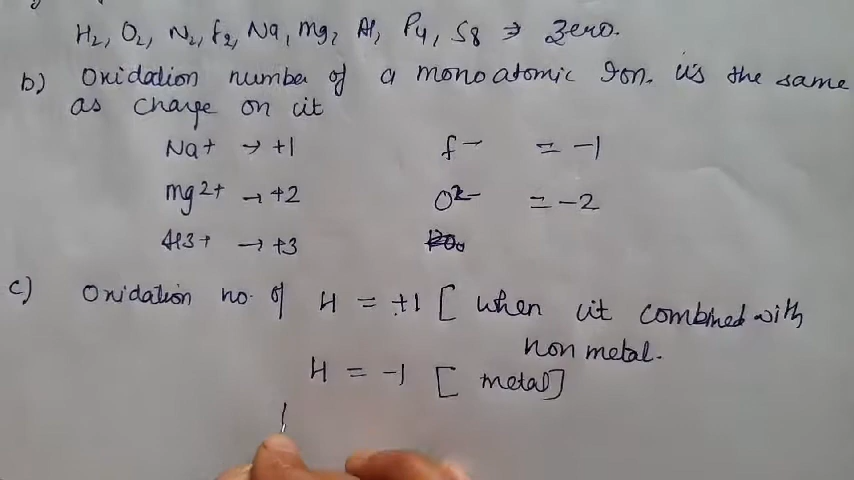 H2, O2, N2, F2, Na, Mg, Al, P4, S8 ⇒ Zero.
b) Oxidation number of a monoatomic Ion. is the same
as charge on it
Na+ → +1 F- = -1
Mg2+ → +2 O2- = -2
Al3+ → +3
c) Oxidation no. of H = +1 [ when it combined with
non metal.
H = -1 [ metal]